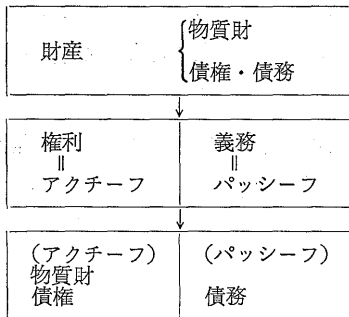 物質財
財産
債権・債務
権利 義務
॥ ॥
アクチーフ パッシーフ
(アクチーフ) (パッシーフ)
物質財
債権 債務